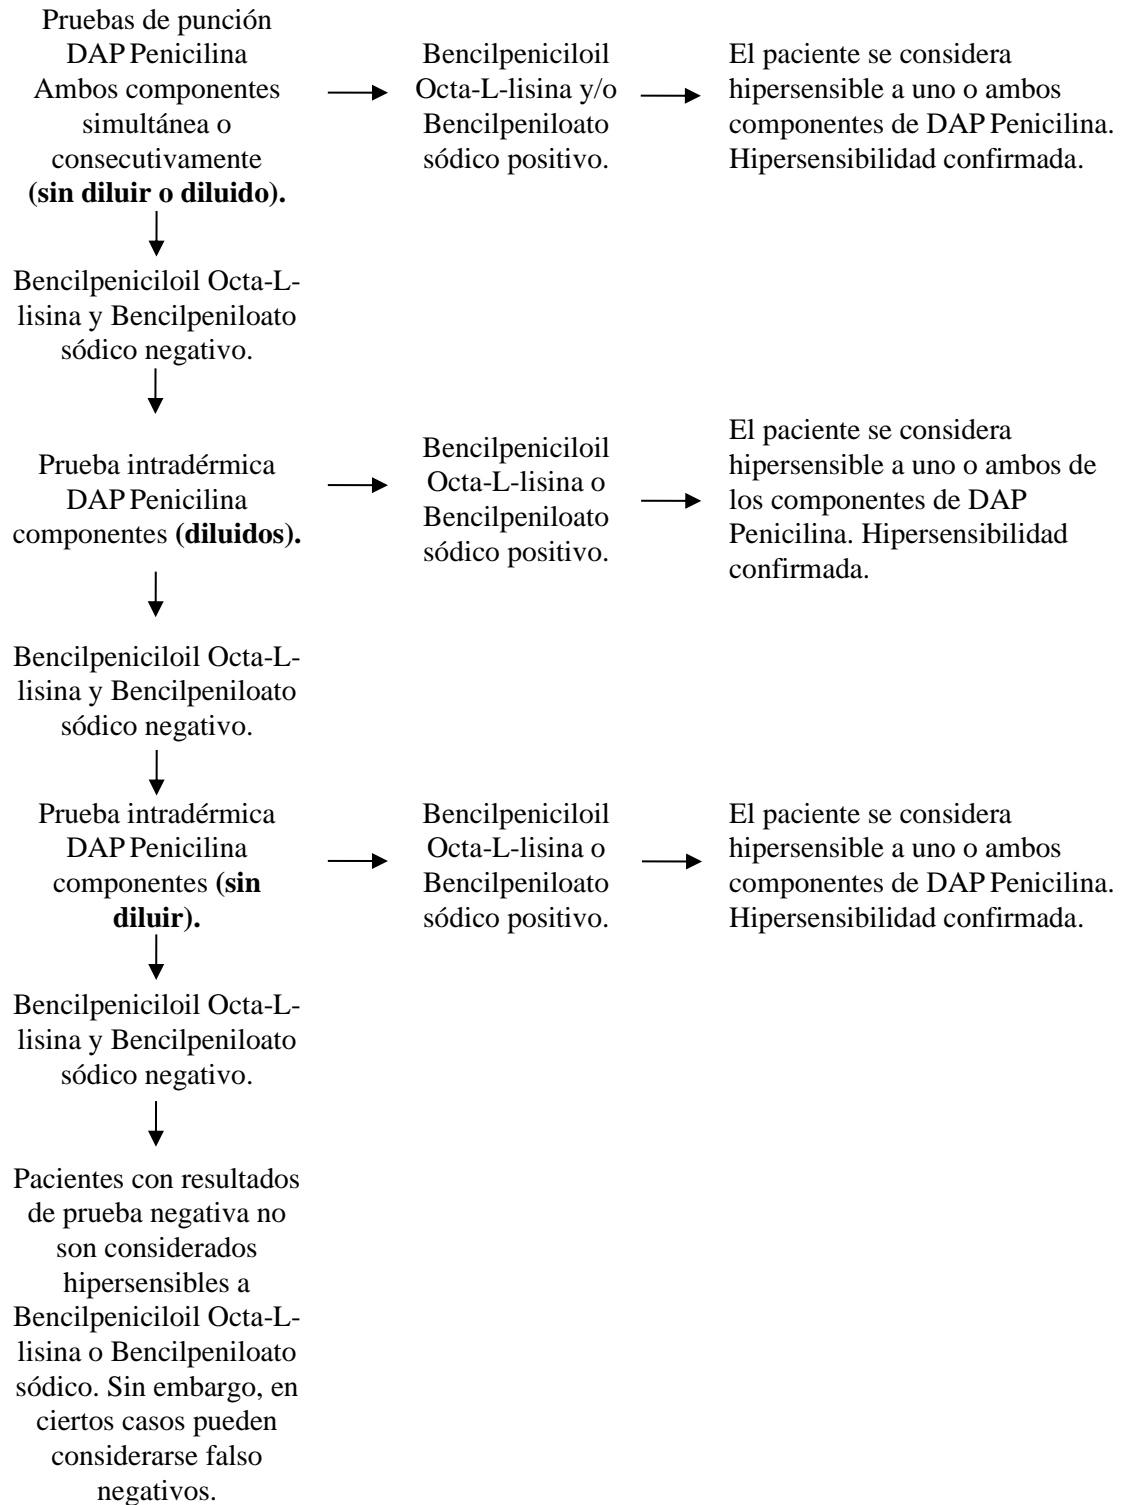 Pruebas de punción
DAP Penicilina
Ambos componentes
simultánea o
consecutivamente
(sin diluir o diluido).
Bencilpeniciloil
Octa-L-lisina y/o
Bencilpeniloato
sódico positivo.
El paciente se considera
hipersensible a uno o ambos
componentes de DAP Penicilina.
Hipersensibilidad confirmada.
Bencilpeniciloil Octa-L-
lisina y Bencilpeniloato
sódico negativo.
Prueba intradérmica
DAP Penicilina
componentes (diluidos).
Bencilpeniciloil
Octa-L-lisina o
Bencilpeniloato
sódico positivo.
El paciente se considera
hipersensible a uno o ambos de
los componentes de DAP
Penicilina. Hipersensibilidad
confirmada.
Bencilpeniciloil Octa-L-
lisina y Bencilpeniloato
sódico negativo.
Prueba intradérmica
DAP Penicilina
componentes (sin
diluir).
Bencilpeniciloil
Octa-L-lisina o
Bencilpeniloato
sódico positivo.
El paciente se considera
hipersensible a uno o ambos
componentes de DAP Penicilina.
Hipersensibilidad confirmada.
Bencilpeniciloil Octa-L-
lisina y Bencilpeniloato
sódico negativo.
Pacientes con resultados
de prueba negativa no
son considerados
hipersensibles a
Bencilpeniciloil Octa-L-
lisina o Bencilpeniloato
sódico. Sin embargo, en
ciertos casos pueden
considerarse falso
negativos.